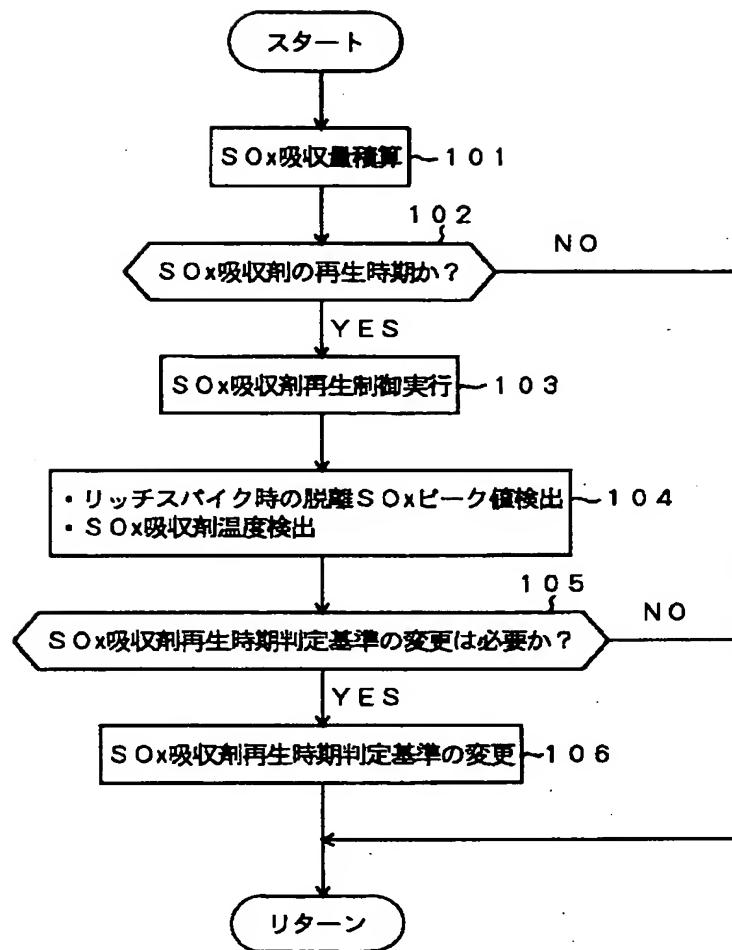 スタート
SOx吸収量積算
101
102
SOx吸収剤の再生時期か?
NO
YES
SOx吸収剤再生制御実行
103
・リッチスパイク時の脱離SOxピーク値検出
・SOx吸収剤温度検出
104
105
SOx吸収剤再生時期判定基準の変更は必要か?
NO
YES
SOx吸収剤再生時期判定基準の変更
106
リターン